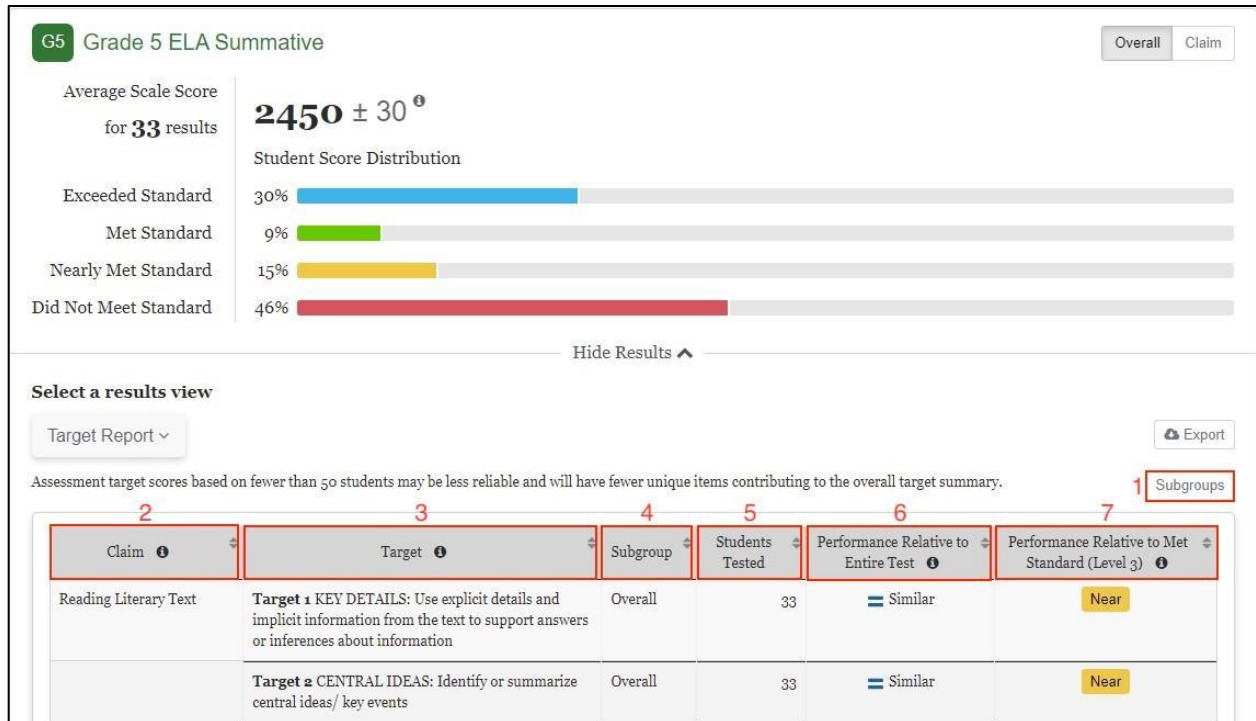 G5 Grade 5 ELA Summative
Overall Claim
Average Scale Score
for 33 results
2450 ± 30
Student Score Distribution
Exceeded Standard 30%
Met Standard 9%
Nearly Met Standard 15%
Did Not Meet Standard 46%
Hide Results
Select a results view
Target Report
Export
Assessment target scores based on fewer than 50 students may be less reliable and will have fewer unique items contributing to the overall target summary.
1 Subgroups
2 3 4 5 6 7
Claim Target Subgroup Students Tested Performance Relative to Entire Test Performance Relative to Met Standard (Level 3)
Reading Literary Text
Target 1 KEY DETAILS: Use explicit details and
implicit information from the text to support answers
or inferences about information
Overall 33 Similar Near
Target 2 CENTRAL IDEAS: Identify or summarize
central ideas/ key events
Overall 33 Similar Near